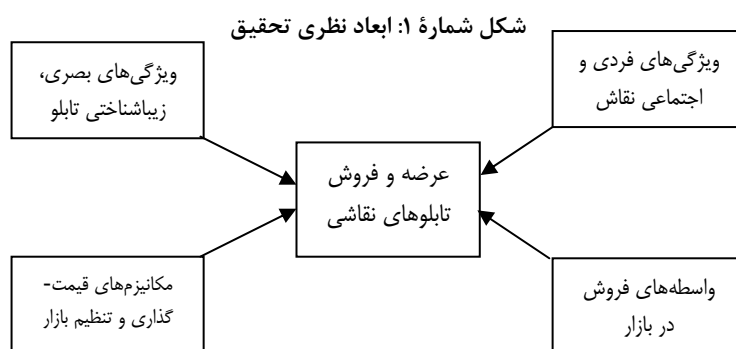 شکل شمارهٔ ۱: ابعاد نظری تحقیق
ویژگی‌های فردی و
اجتماعی نقاش
ویژگی‌های بصری،
زیباشناختی تابلو
عرضه و فروش
تابلوهای نقاشی
واسطه‌های فروش
در بازار
مکانیزم‌های قیمت-
گذاری و تنظیم بازار